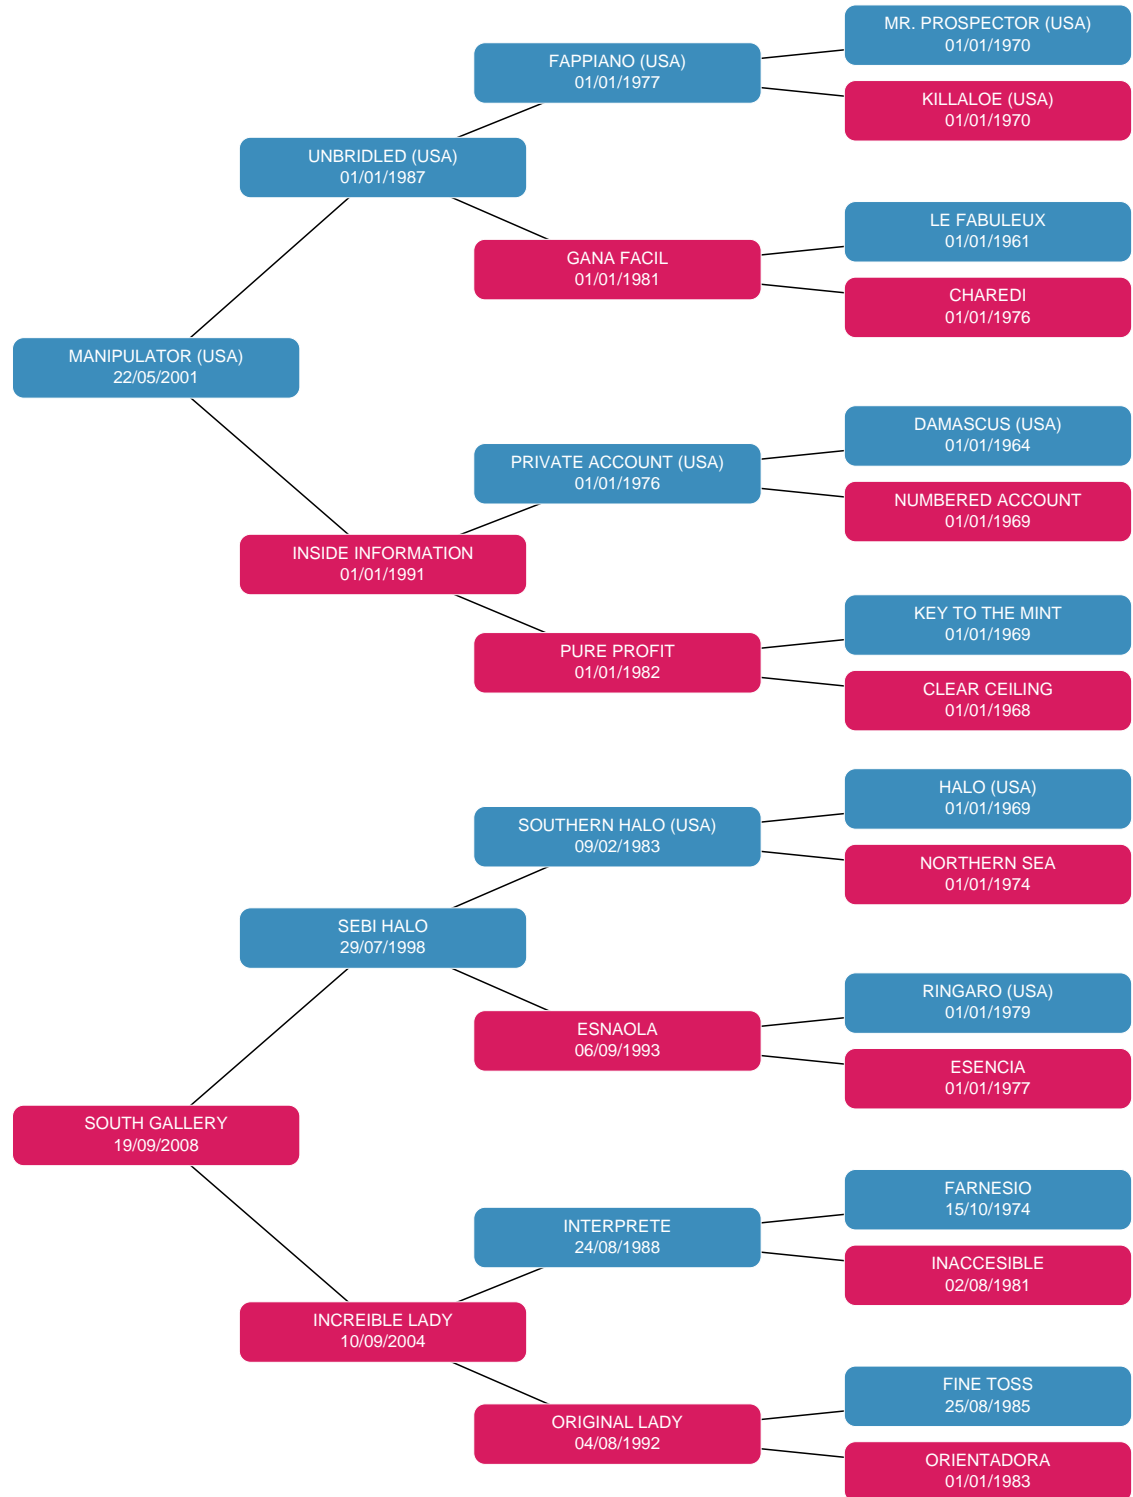 MR. PROSPECTOR (USA)
01/01/1970
FAPPIANO (USA)
01/01/1977
KILLALOE (USA)
01/01/1970
UNBRIDLED (USA)
01/01/1987
LE FABULEUX
01/01/1961
GANA FACIL
01/01/1981
CHAREDI
01/01/1976
MANIPULATOR (USA)
22/05/2001
DAMASCUS (USA)
01/01/1964
PRIVATE ACCOUNT (USA)
01/01/1976
NUMBERED ACCOUNT
01/01/1969
INSIDE INFORMATION
01/01/1991
KEY TO THE MINT
01/01/1969
PURE PROFIT
01/01/1982
CLEAR CEILING
01/01/1968
HALO (USA)
01/01/1969
SOUTHERN HALO (USA)
09/02/1983
NORTHERN SEA
01/01/1974
SEBI HALO
29/07/1998
RINGARO (USA)
01/01/1979
ESNAOLA
06/09/1993
ESENCIA
01/01/1977
SOUTH GALLERY
19/09/2008
FARNESIO
15/10/1974
INTERPRETE
24/08/1988
INACCESIBLE
02/08/1981
INCREIBLE LADY
10/09/2004
FINE TOSS
25/08/1985
ORIGINAL LADY
04/08/1992
ORIENTADORA
01/01/1983